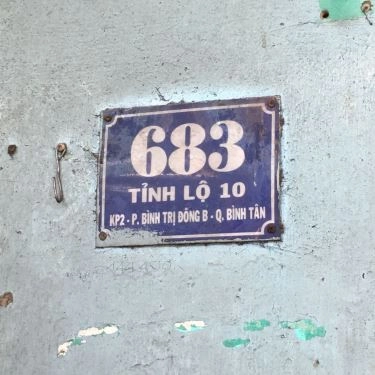 683
TỈNH LỘ 10
KP2 - P. BÌNH TRỊ ĐÔNG B - Q. BÌNH TÂN